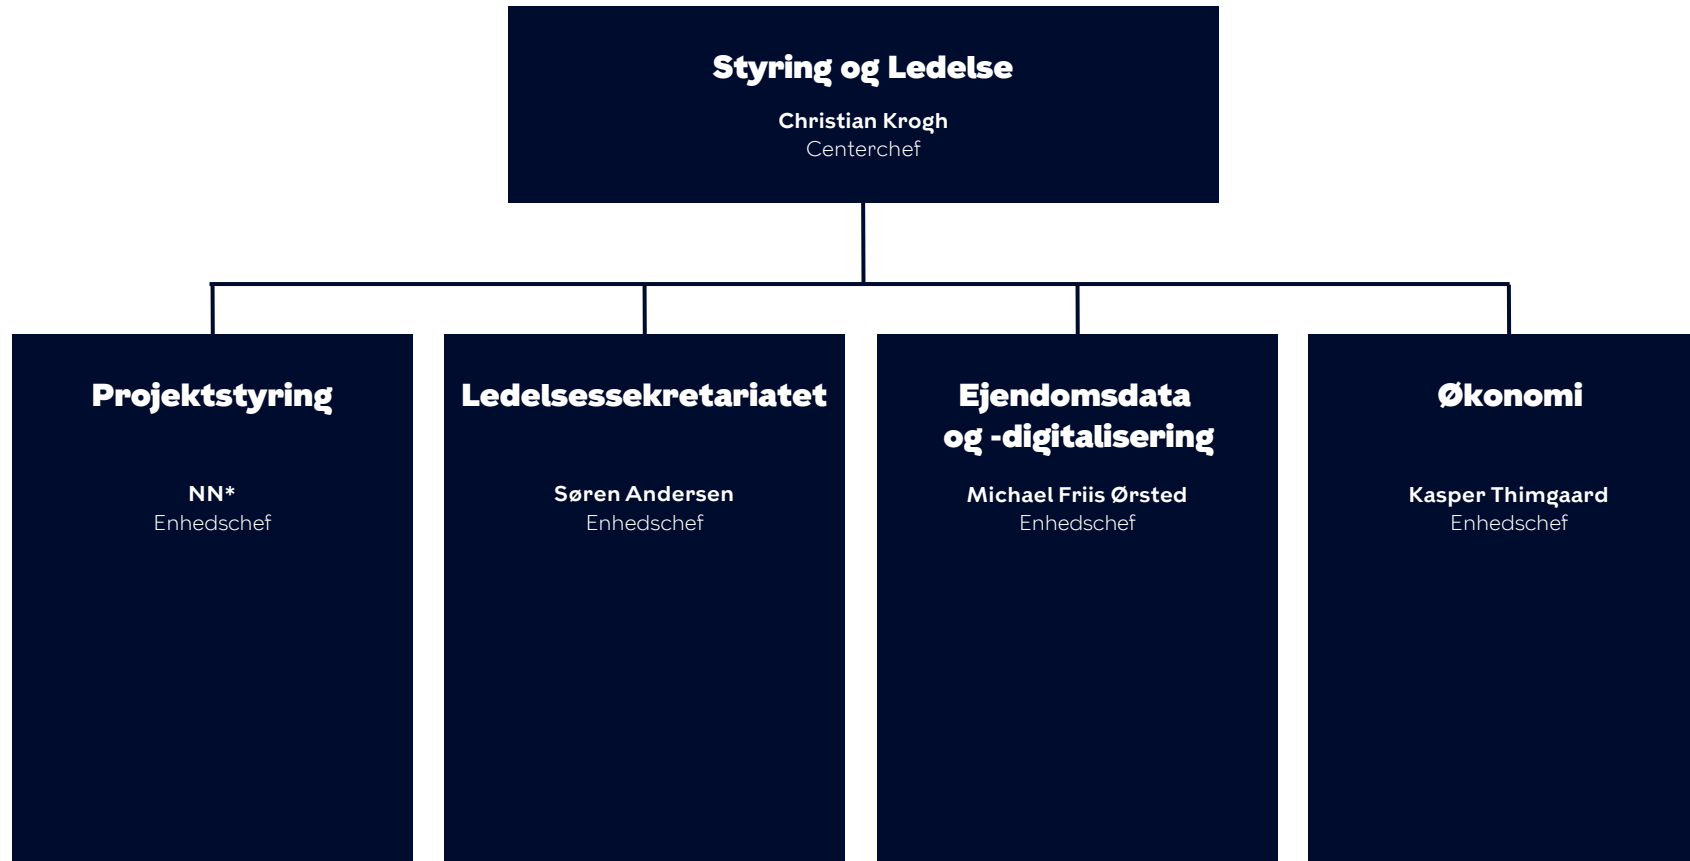 Styring og Ledelse
Christian Krogh
Centerchef
Projektstyring
NN*
Enhedschef
Ledelsessekretariatet
Søren Andersen
Enhedschef
Ejendomsdata
og -digitalisering
Michael Friis Ørsted
Enhedschef
Økonomi
Kasper Thimgaard
Enhedschef